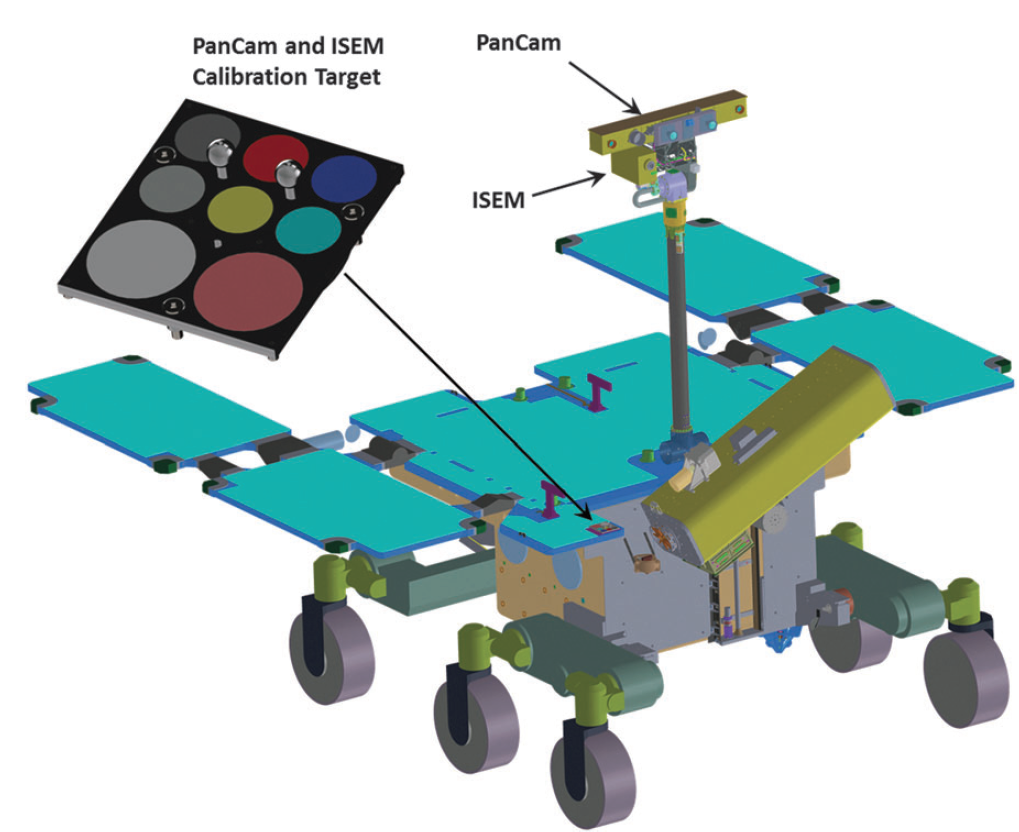 PanCam and ISEM
Calibration Target
PanCam
ISEM